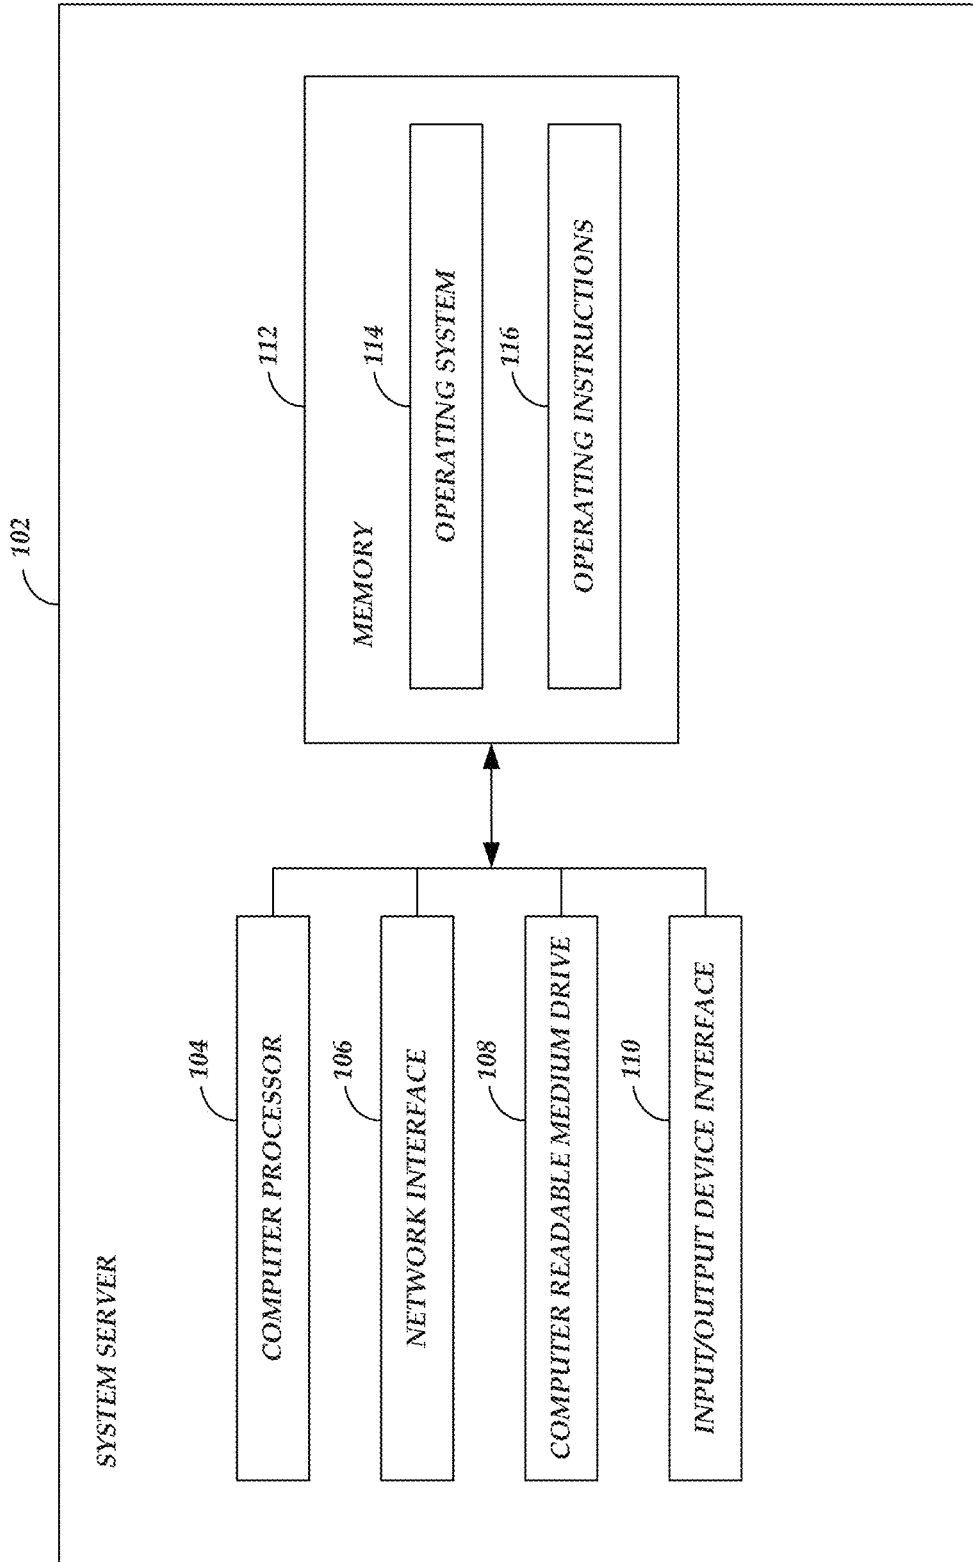 102
SYSTEM SERVER
104
COMPUTER PROCESSOR
106
NETWORK INTERFACE
108
COMPUTER READABLE MEDIUM DRIVE
110
INPUT/OUTPUT DEVICE INTERFACE
112
MEMORY
114
OPERATING SYSTEM
116
OPERATING INSTRUCTIONS